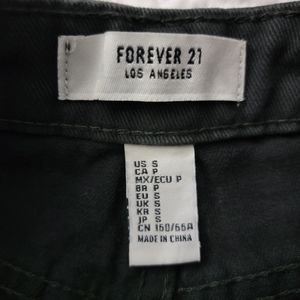 FOREVER 21
LOS ANGELES
US S
CA P
MX/ECU P
BR P
EU S
UK S
KR S
JP S
CN 160/66A
MADE IN CHINA